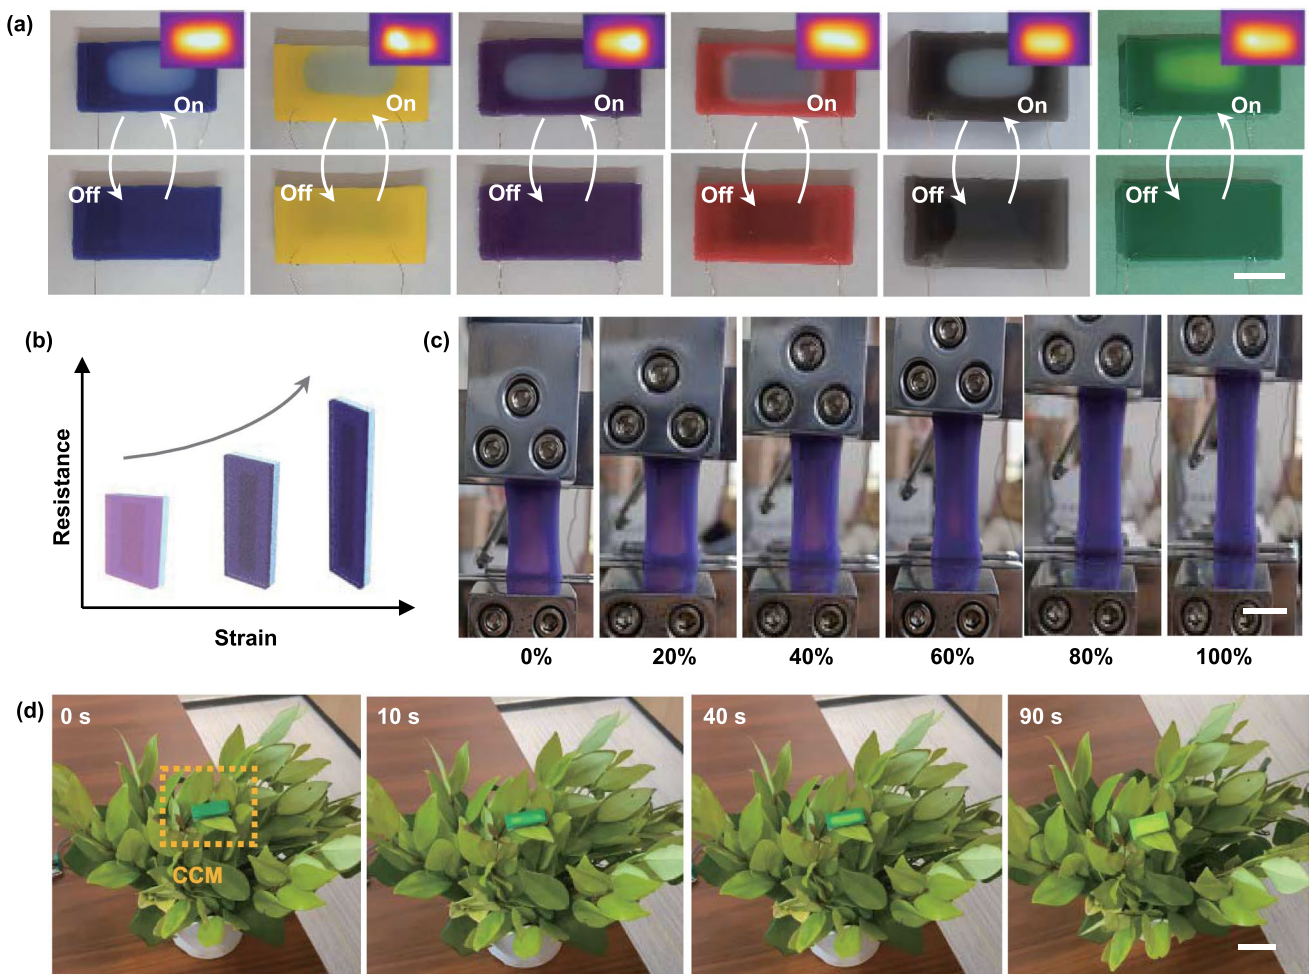 (a)
On On On On On On
Off Off Off Off Off Off
(b)
Resistance
Strain
(c)
0% 20% 40% 60% 80% 100%
(d)
0 s 10 s 40 s 90 s
CCM